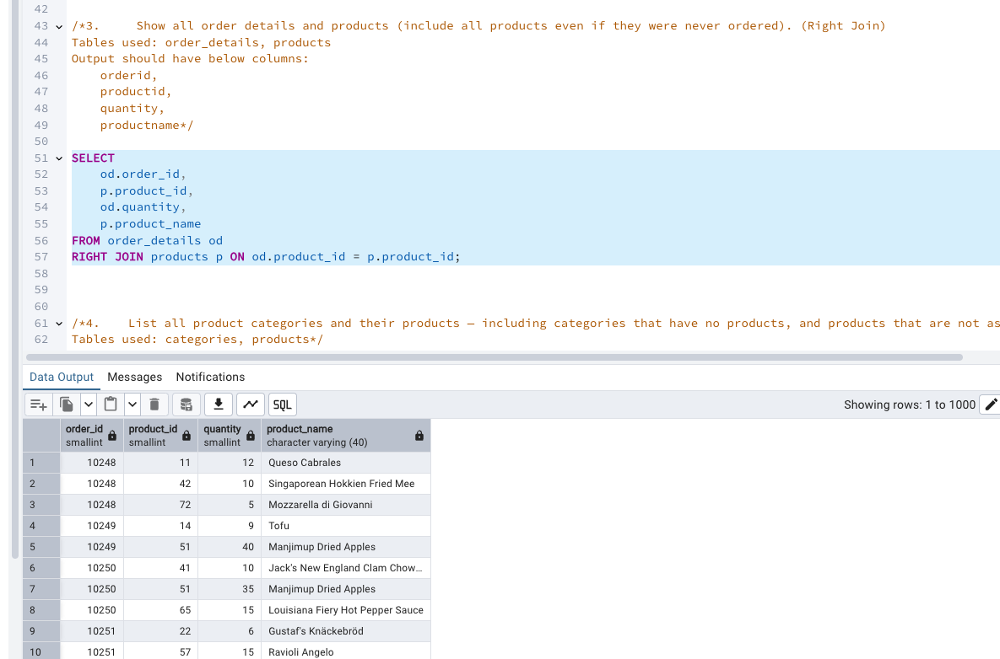 42
43 /*3. Show all order details and products (include all products even if they were never ordered). (Right Join)
44 Tables used: order_details, products
45 Output should have below columns:
46 orderid,
47 productid,
48 quantity,
49 productname*/
50
51 SELECT
52 od.order_id,
53 p.product_id,
54 od.quantity,
55 p.product_name
56 FROM order_details od
57 RIGHT JOIN products p ON od.product_id = p.product_id;
58
59
60
61 /*4. List all product categories and their products – including categories that have no products, and products that are not as
62 Tables used: categories, products*/
Data Output Messages Notifications
SQL Showing rows: 1 to 1000
order_id product_id quantity product_name
smallint smallint smallint character varying (40)
1 10248 11 12 Queso Cabrales
2 10248 42 10 Singaporean Hokkien Fried Mee
3 10248 72 5 Mozzarella di Giovanni
4 10249 14 9 Tofu
5 10249 51 40 Manjimup Dried Apples
6 10250 41 10 Jack's New England Clam Chow...
7 10250 51 35 Manjimup Dried Apples
8 10250 65 15 Louisiana Fiery Hot Pepper Sauce
9 10251 22 6 Gustaf's Knäckebröd
10 10251 57 15 Ravioli Angelo